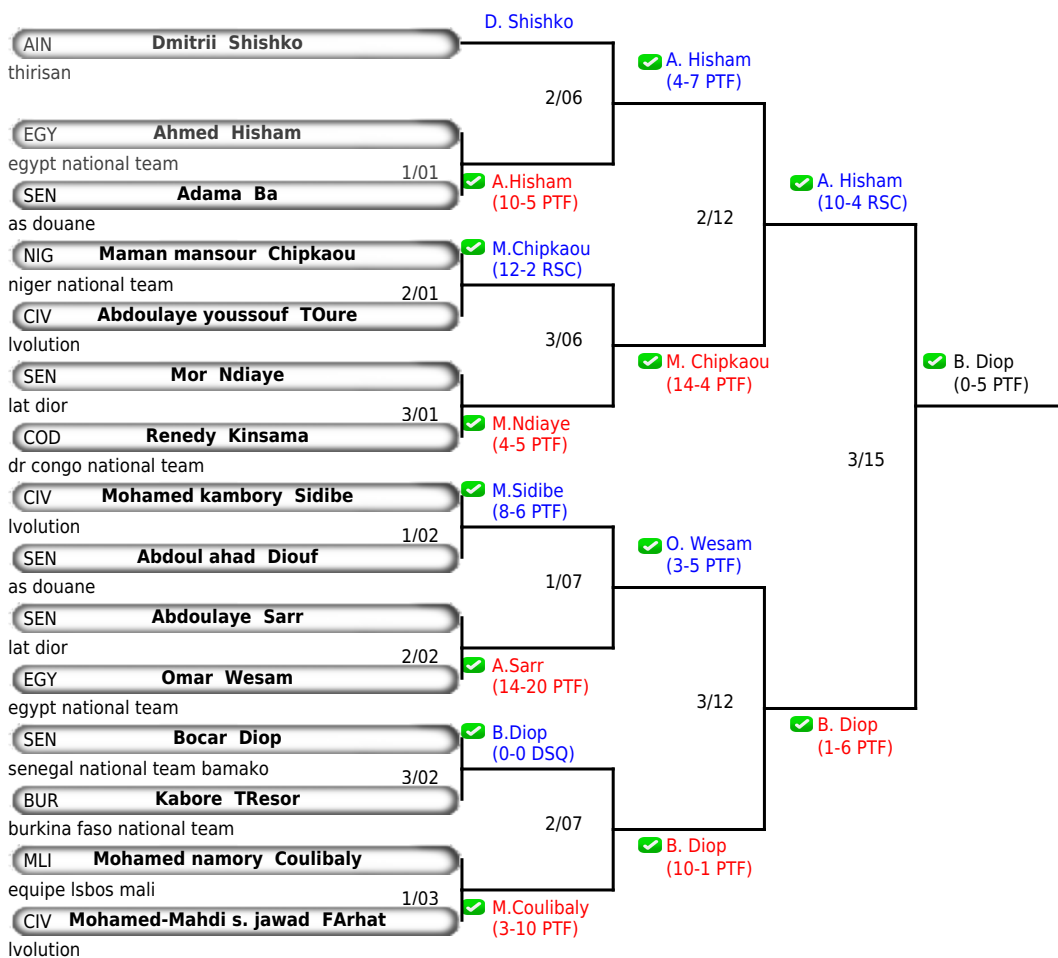 D. Shishko
AIN Dmitrii Shishko
thirisan
A. Hisham
(4-7 PTF)
2/06
EGY Ahmed Hisham
egypt national team
1/01
A.Hisham
(10-5 PTF)
SEN Adama Ba
as douane
A. Hisham
(10-4 RSC)
2/12
NIG Maman mansour Chipkaou
niger national team
M.Chipkaou
(12-2 RSC)
2/01
CIV Abdoulaye youssouf TOure
lvolution
3/06
SEN Mor Ndiaye
lat dior
M. Chipkaou
(14-4 PTF)
B. Diop
(0-5 PTF)
3/01
M.Ndiaye
(4-5 PTF)
COD Renedy Kinsama
dr congo national team
3/15
CIV Mohamed kambory Sidibe
lvolution
M.Sidibe
(8-6 PTF)
1/02
SEN Abdoul ahad Diouf
as douane
O. Wesam
(3-5 PTF)
1/07
SEN Abdoulaye Sarr
lat dior
2/02
A.Sarr
(14-20 PTF)
EGY Omar Wesam
egypt national team
3/12
SEN Bocar Diop
senegal national team bamako
B.Diop
(0-0 DSQ)
B. Diop
(1-6 PTF)
3/02
BUR Kabore TResor
burkina faso national team
2/07
MLI Mohamed namory Coulibaly
equipe lsbos mali
B. Diop
(10-1 PTF)
1/03
M.Coulibaly
(3-10 PTF)
CIV Mohamed-Mahdi s. jawad FArhat
lvolution